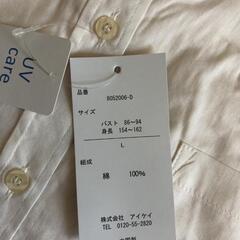 UV
care
品番
8052006-D
サイズ
バスト 86〜94
身長 154〜162
L
組成
綿 100%
株式会社 アイケイ
TEL 0120-55-2820